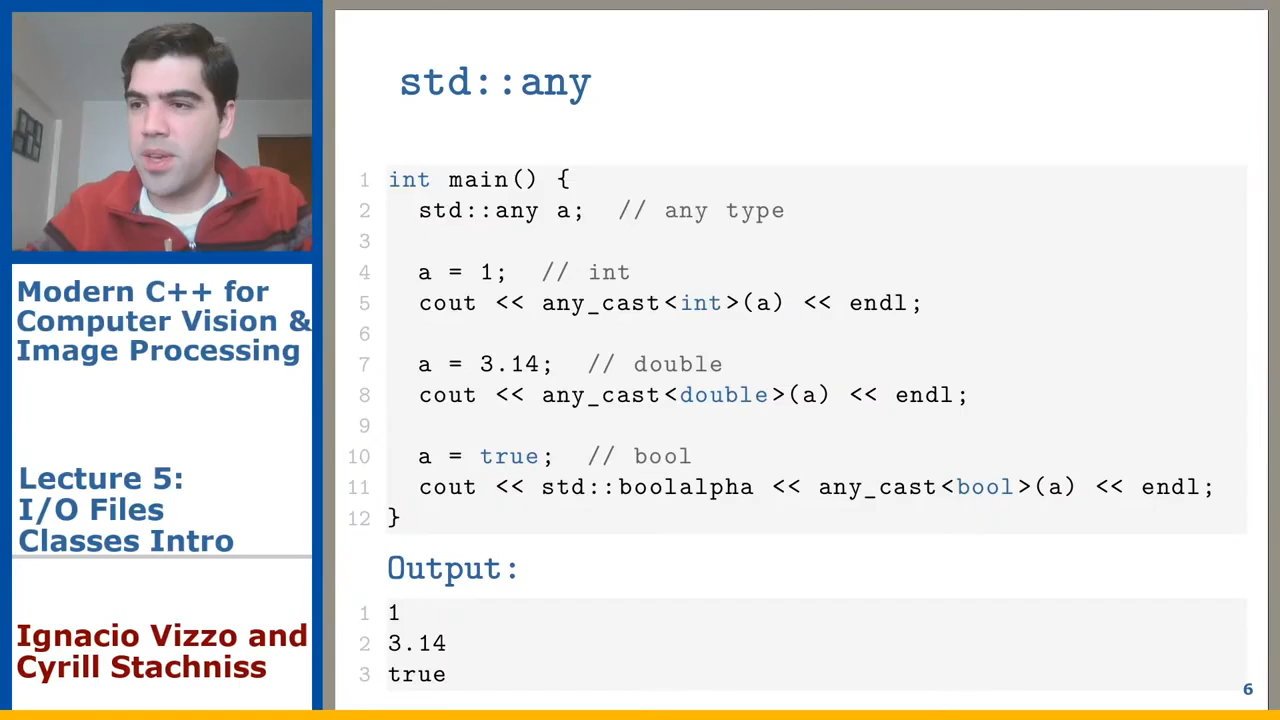 Modern C++ for
Computer Vision &
Image Processing
Lecture 5:
I/O Files
Classes Intro
Ignacio Vizzo and
Cyrill Stachniss
std::any
1 int main() {
2 std::any a; // any type
3
4 a = 1; // int
5 cout << any_cast<int>(a) << endl;
6
7 a = 3.14; // double
8 cout << any_cast<double>(a) << endl;
9
10 a = true; // bool
11 cout << std::boolalpha << any_cast<bool>(a) << endl;
12 }
Output:
1 1
2 3.14
3 true
6